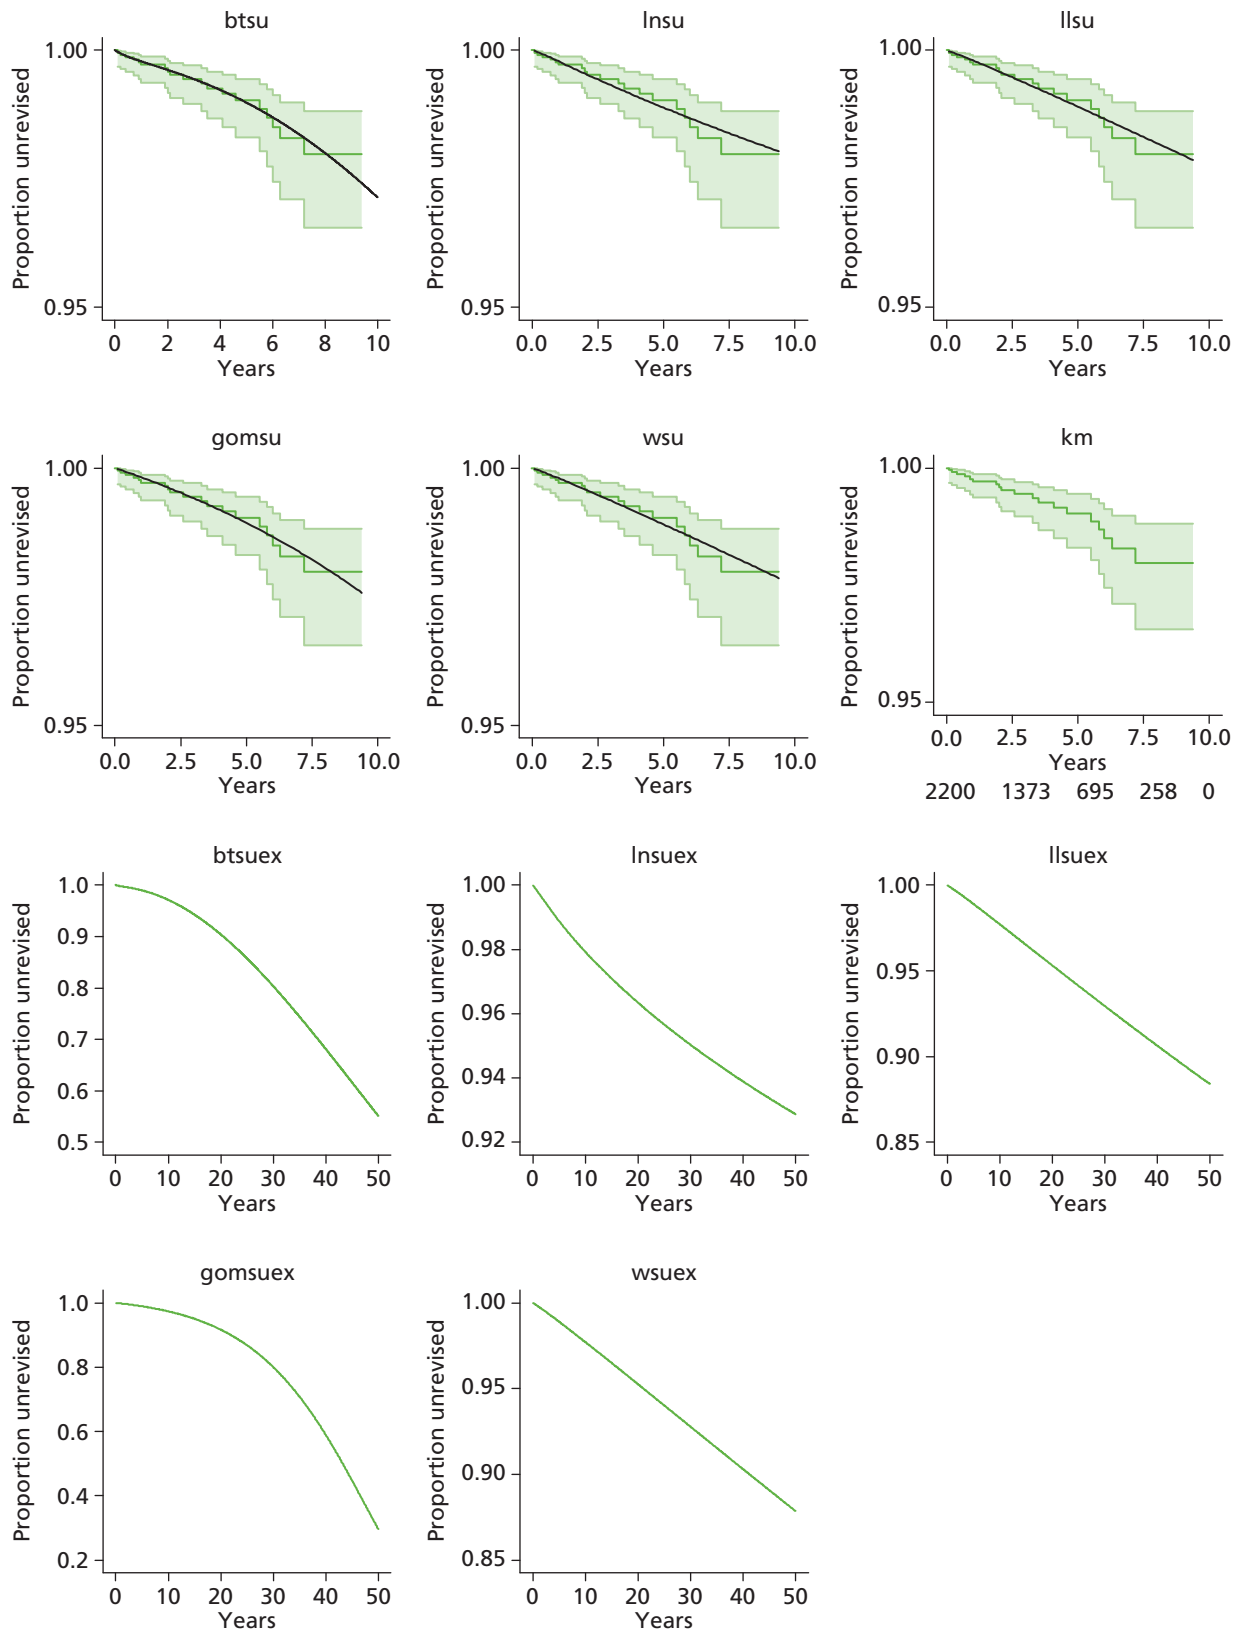 btsu
Proportion unrevised
1.00
0.95
0 2 4 6 8 10
Years
lnsu
Proportion unrevised
1.00
0.95
0.0 2.5 5.0 7.5 10.0
Years
llsu
Proportion unrevised
1.00
0.95
0.0 2.5 5.0 7.5 10.0
Years
gomsu
Proportion unrevised
1.00
0.95
0.0 2.5 5.0 7.5 10.0
Years
wsu
Proportion unrevised
1.00
0.95
0.0 2.5 5.0 7.5 10.0
Years
km
Proportion unrevised
1.00
0.95
0.0 2.5 5.0 7.5 10.0
Years
2200 1373 695 258 0
btsuex
Proportion unrevised
1.0
0.9
0.8
0.7
0.6
0.5
0 10 20 30 40 50
Years
lnsuex
Proportion unrevised
1.00
0.98
0.96
0.94
0.92
0 10 20 30 40 50
Years
llsuex
Proportion unrevised
1.00
0.95
0.90
0.85
0 10 20 30 40 50
Years
gomsuex
Proportion unrevised
1.0
0.8
0.6
0.4
0.2
0 10 20 30 40 50
Years
wsuex
Proportion unrevised
1.00
0.95
0.90
0.85
0 10 20 30 40 50
Years